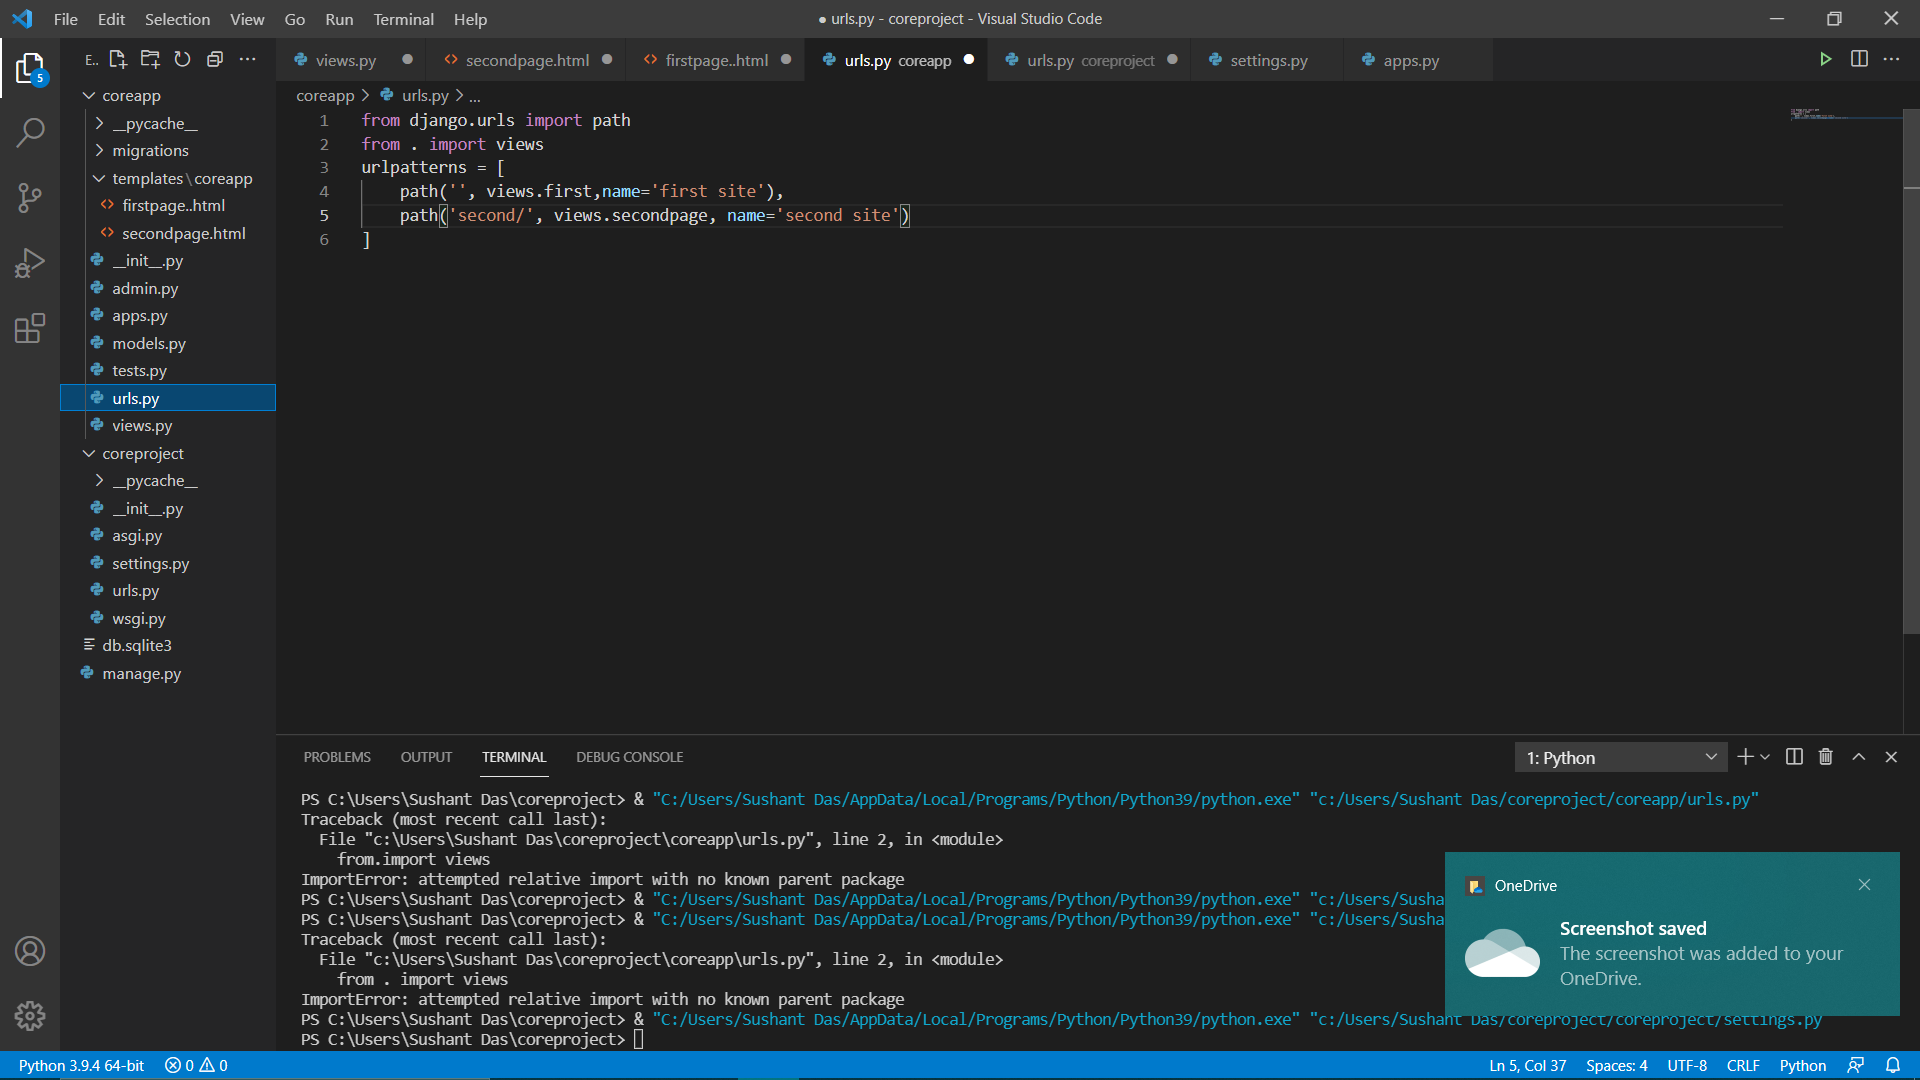 File Edit Selection View Go Run Terminal Help
● urls.py - coreproject - Visual Studio Code
5
E..
coreapp
__pycache__
migrations
templates\coreapp
firstpage..html
secondpage.html
__init__.py
admin.py
apps.py
models.py
tests.py
urls.py
views.py
coreproject
__pycache__
__init__.py
asgi.py
settings.py
urls.py
wsgi.py
db.sqlite3
manage.py
views.py
secondpage.html
firstpage..html
urls.py coreapp
urls.py coreproject
settings.py
apps.py
coreapp > urls.py > ...
1 from django.urls import path
2 from . import views
3 urlpatterns = [
4 path('', views.first,name='first site'),
5 path('second/', views.secondpage, name='second site')
6 ]
PROBLEMS OUTPUT TERMINAL DEBUG CONSOLE
1: Python
PS C:\Users\Sushant Das\coreproject> & "C:/Users/Sushant Das/AppData/Local/Programs/Python/Python39/python.exe" "c:/Users/Sushant Das/coreproject/coreapp/urls.py"
Traceback (most recent call last):
File "c:\Users\Sushant Das\coreproject\coreapp\urls.py", line 2, in <module>
from.import views
ImportError: attempted relative import with no known parent package
PS C:\Users\Sushant Das\coreproject> & "C:/Users/Sushant Das/AppData/Local/Programs/Python/Python39/python.exe" "c:/Users/Susha
PS C:\Users\Sushant Das\coreproject> & "C:/Users/Sushant Das/AppData/Local/Programs/Python/Python39/python.exe" "c:/Users/Susha
Traceback (most recent call last):
File "c:\Users\Sushant Das\coreproject\coreapp\urls.py", line 2, in <module>
from . import views
ImportError: attempted relative import with no known parent package
PS C:\Users\Sushant Das\coreproject> & "C:/Users/Sushant Das/AppData/Local/Programs/Python/Python39/python.exe" "c:/Users/Sushant Das/coreproject/coreproject/settings.py
PS C:\Users\Sushant Das\coreproject>
OneDrive
Screenshot saved
The screenshot was added to your
OneDrive.
Python 3.9.4 64-bit 0 0
Ln 5, Col 37 Spaces: 4 UTF-8 CRLF Python